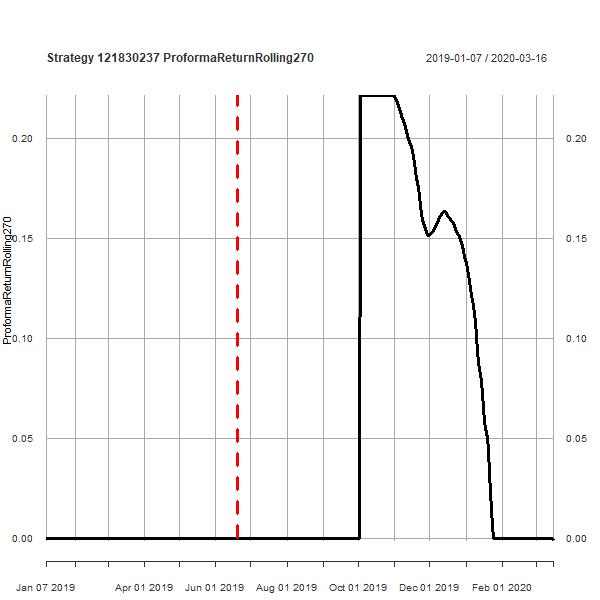 Strategy 121830237 ProformaReturnRolling270
2019-01-07 / 2020-03-16
ProformaReturnRolling270
0.20
0.20
0.15
0.15
0.10
0.10
0.05
0.05
0.00
0.00
Jan 07 2019
Apr 01 2019
Jun 01 2019
Aug 01 2019
Oct 01 2019
Dec 01 2019
Feb 01 2020